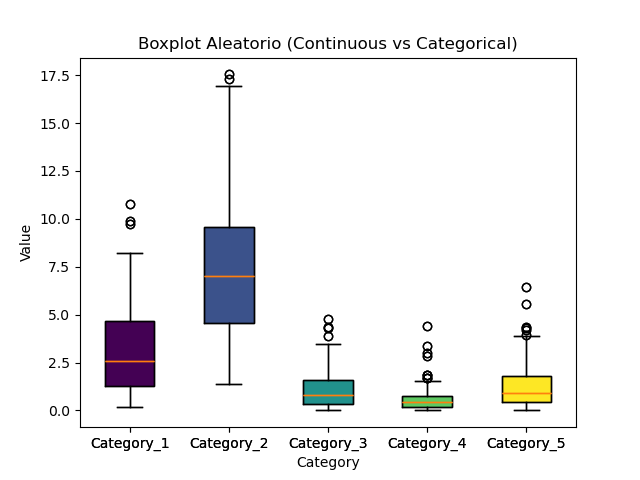 Boxplot Aleatorio (Continuous vs Categorical)
17.5
15.0
12.5
10.0
7.5
5.0
2.5
0.0
Value
Category_1 Category_2 Category_3 Category_4 Category_5
Category